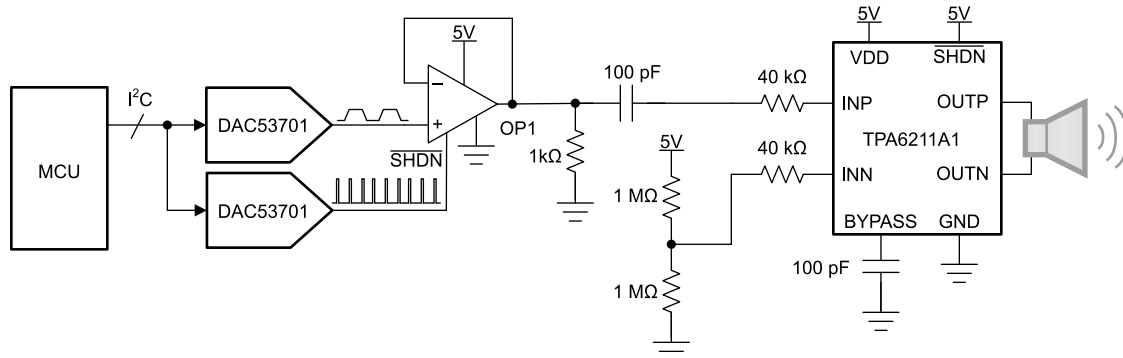 MCU
I²C
DAC53701
DAC53701
5V
−
+
OP1
SHDN
1kΩ
100 pF
40 kΩ
40 kΩ
5V
1 MΩ
1 MΩ
5V
5V
VDD
SHDN
INP
OUTP
TPA6211A1
INN
OUTN
BYPASS
GND
100 pF